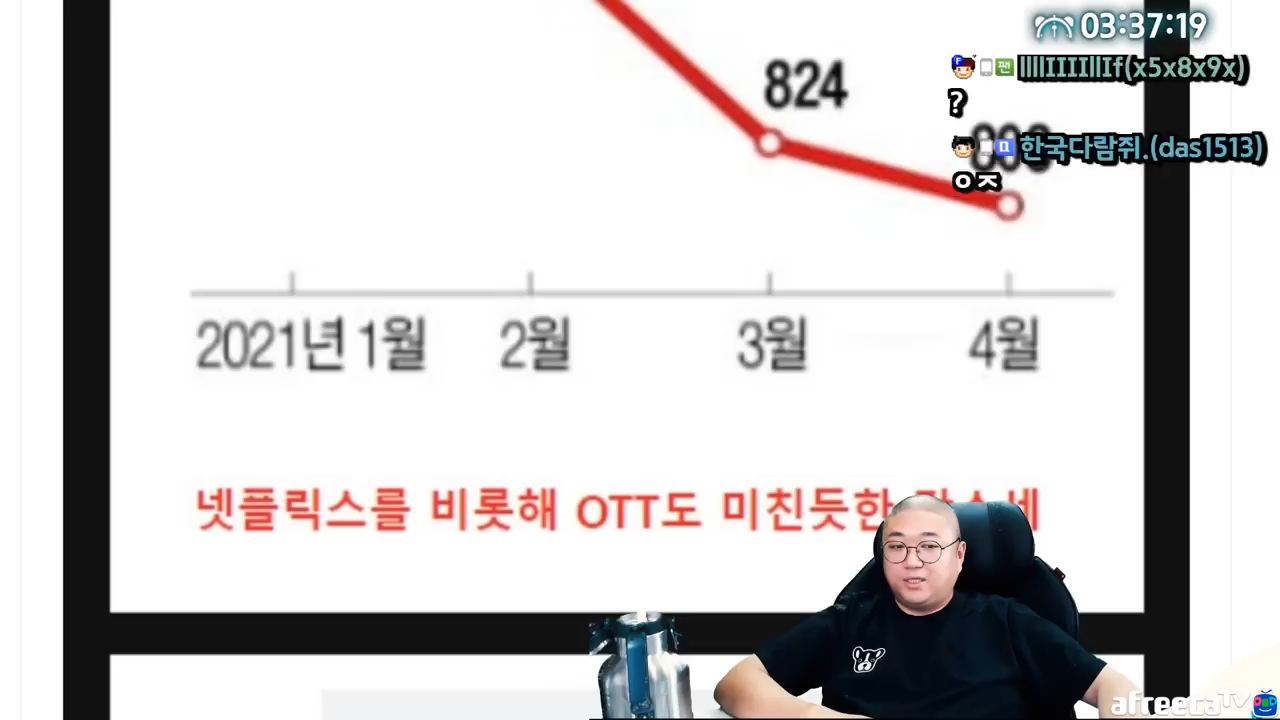 03:37:19
824
llllIIIIllIf(x5x8x9x)
?
한국다람쥐.(das1513)
ㅇㅈ
2021년 1월 2월 3월 4월
넷플릭스를 비롯해 OTT도 미친듯한
afreecaTV